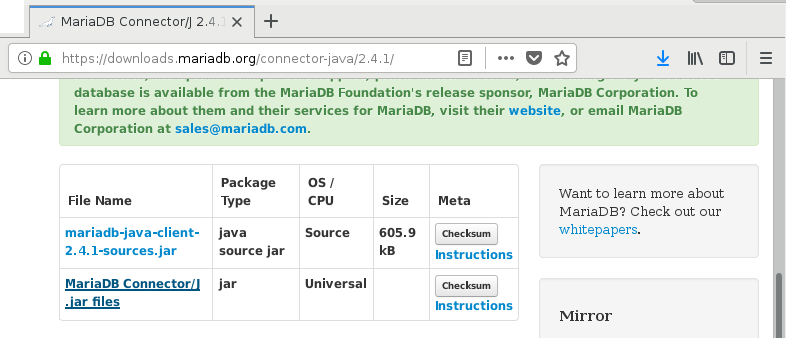 MariaDB Connector/J 2.4.1
https://downloads.mariadb.org/connector-java/2.4.1/
database is available from the MariaDB Foundation's release sponsor, MariaDB Corporation. To
learn more about them and their services for MariaDB, visit their website, or email MariaDB
Corporation at sales@mariadb.com.
File Name
Package
Type
OS /
CPU
Size
Meta
mariadb-java-client-
2.4.1-sources.jar
java
source jar
Source
605.9
kB
Checksum
Instructions
MariaDB Connector/J
.jar files
jar
Universal
Checksum
Instructions
Want to learn more about
MariaDB? Check out our
whitepapers.
Mirror